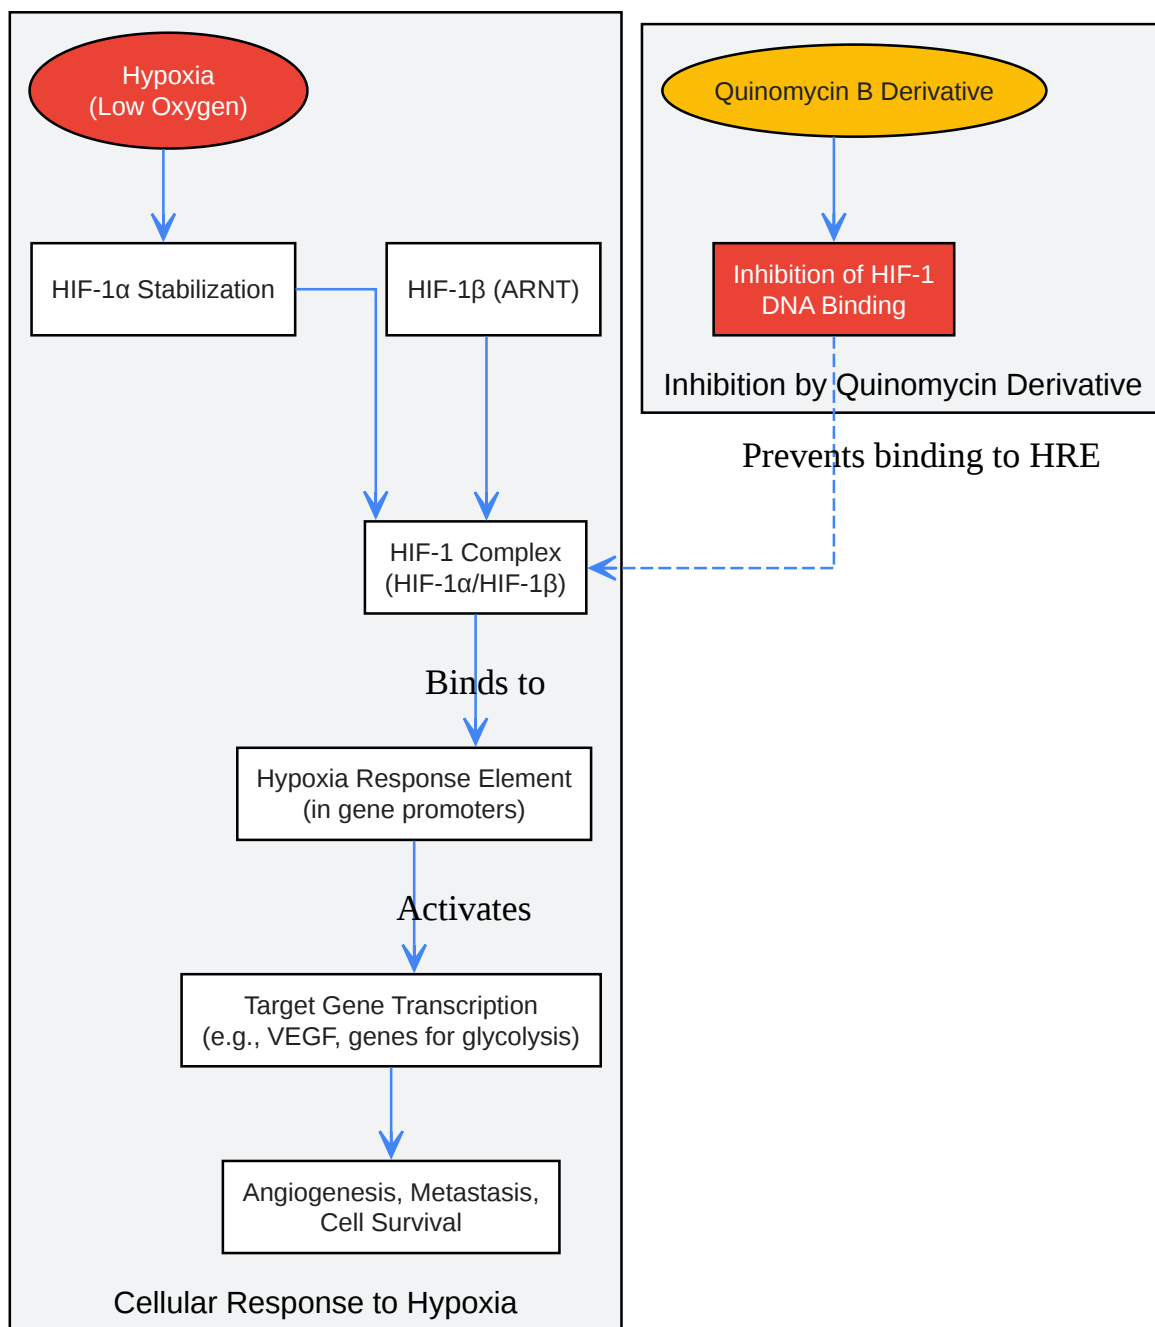 Hypoxia
(Low Oxygen)
HIF-1α Stabilization
HIF-1β (ARNT)
HIF-1 Complex
(HIF-1α/HIF-1β)
Binds to
Hypoxia Response Element
(in gene promoters)
Activates
Target Gene Transcription
(e.g., VEGF, genes for glycolysis)
Angiogenesis, Metastasis,
Cell Survival
Cellular Response to Hypoxia
Quinomycin B Derivative
Inhibition of HIF-1
DNA Binding
Inhibition by Quinomycin Derivative
Prevents binding to HRE